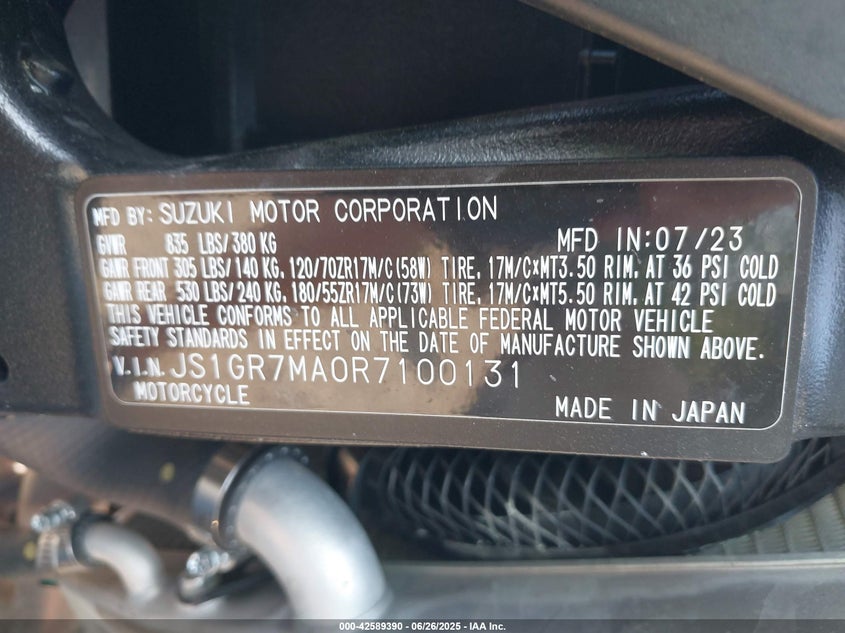 MFD BY: SUZUKI MOTOR CORPORATION
GVWR 835 LBS/380 KG MFD IN:07/23
GAWR FRONT 305 LBS/140 KG, 120/70ZR17M/C(58W) TIRE, 17M/C×MT3.50 RIM, AT 36 PSI COLD
GAWR REAR 530 LBS/240 KG, 180/55ZR17M/C(73W) TIRE, 17M/C×MT5.50 RIM, AT 42 PSI COLD
THIS VEHICLE CONFORMS TO ALL APPLICABLE FEDERAL MOTOR VEHICLE
SAFETY STANDARDS IN EFFECT ON THE DATE OF MANUFACTURE SHOWN ABOVE.
V.I.N. JS1GR7MA0R7100131
MOTORCYCLE MADE IN JAPAN
000-42589390 - 06/26/2025 - IAA Inc.